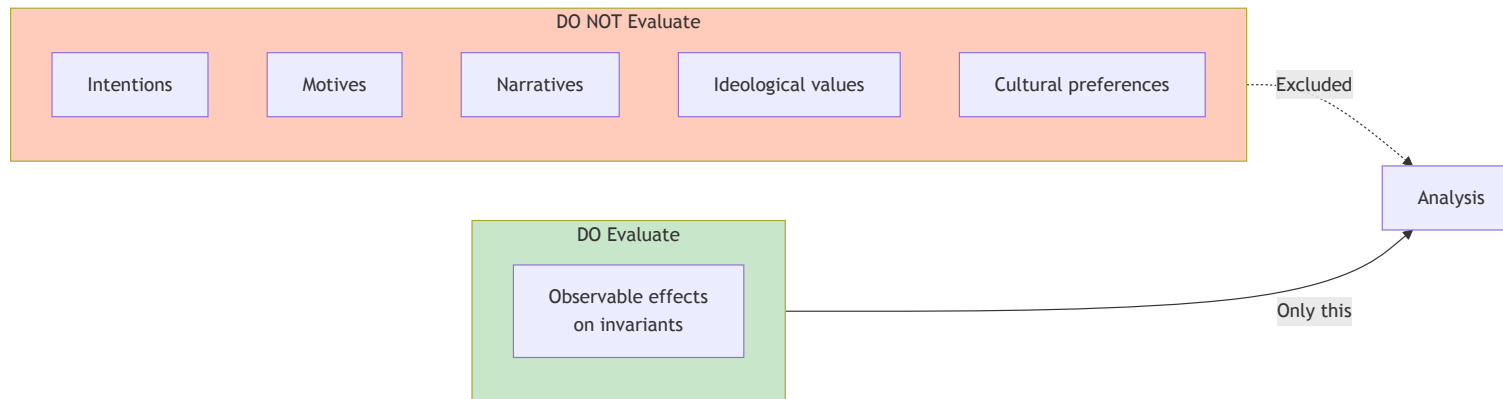 DO NOT Evaluate
Intentions
Motives
Narratives
Ideological values
Cultural preferences
Excluded
Analysis
DO Evaluate
Observable effects
on invariants
Only this